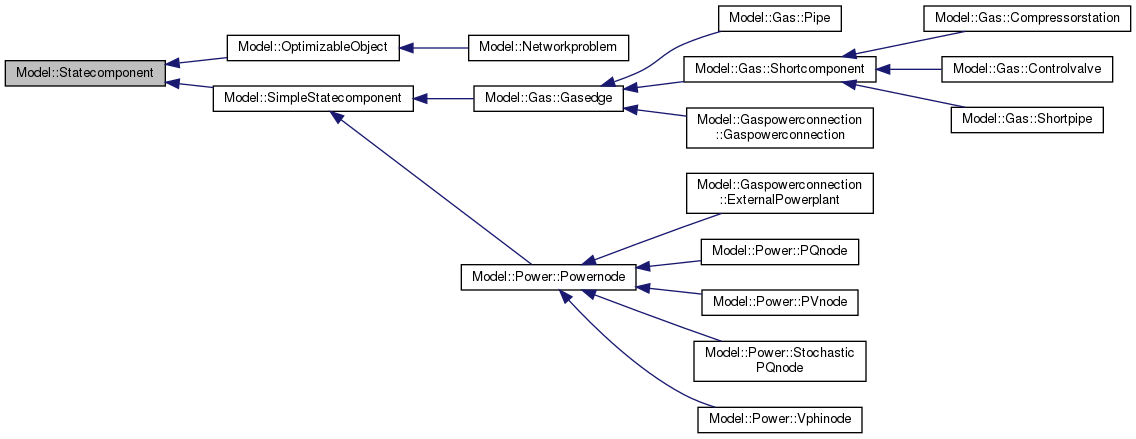 Model::Statecomponent
Model::OptimizableObject
Model::Networkproblem
Model::SimpleStatecomponent
Model::Gas::Gasedge
Model::Gas::Pipe
Model::Gas::Shortcomponent
Model::Gas::Compressorstation
Model::Gas::Controlvalve
Model::Gas::Shortpipe
Model::Gaspowerconnection
::Gaspowerconnection
Model::Power::Powernode
Model::Gaspowerconnection
::ExternalPowerplant
Model::Power::PQnode
Model::Power::PVnode
Model::Power::Stochastic
PQnode
Model::Power::Vphinode